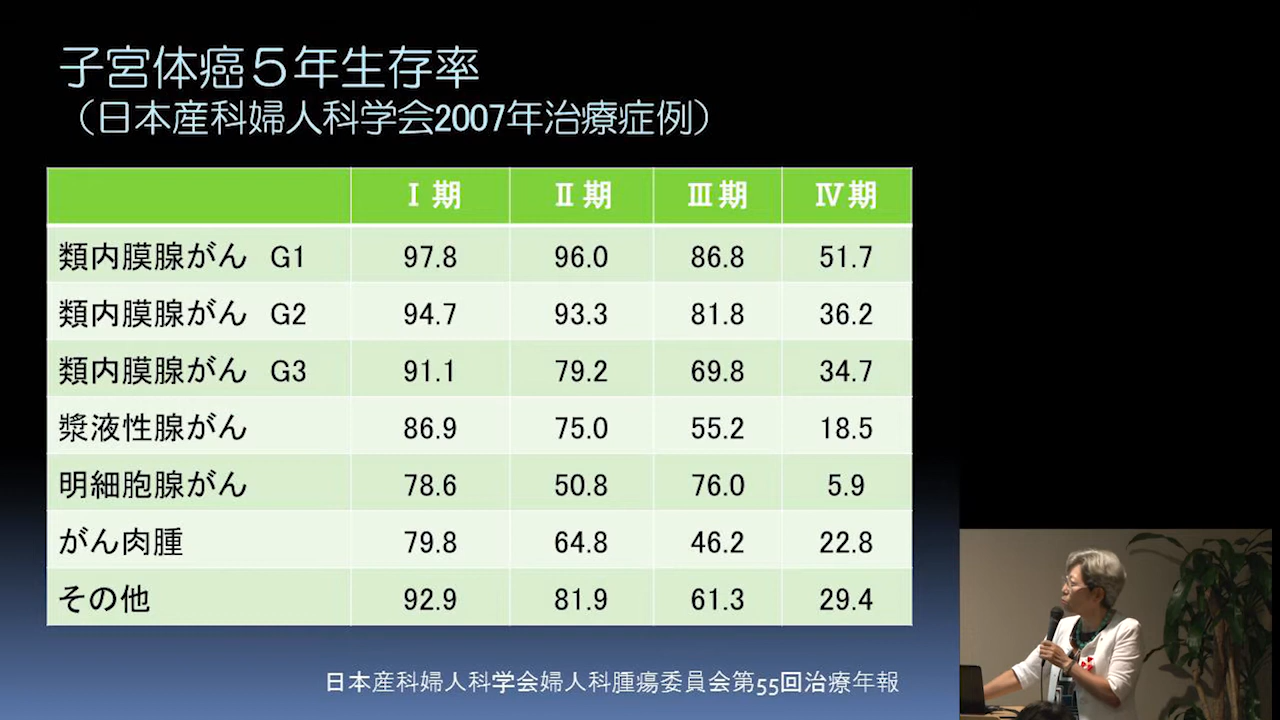 子宮体癌５年生存率
（日本産科婦人科学会2007年治療症例）
Ⅰ 期 Ⅱ 期 Ⅲ 期 Ⅳ 期
類内膜腺がん　G1 97.8 96.0 86.8 51.7
類内膜腺がん　G2 94.7 93.3 81.8 36.2
類内膜腺がん　G3 91.1 79.2 69.8 34.7
漿液性腺がん 86.9 75.0 55.2 18.5
明細胞腺がん 78.6 50.8 76.0 5.9
がん肉腫 79.8 64.8 46.2 22.8
その他 92.9 81.9 61.3 29.4
日本産科婦人科学会婦人科腫瘍委員会第55回治療年報